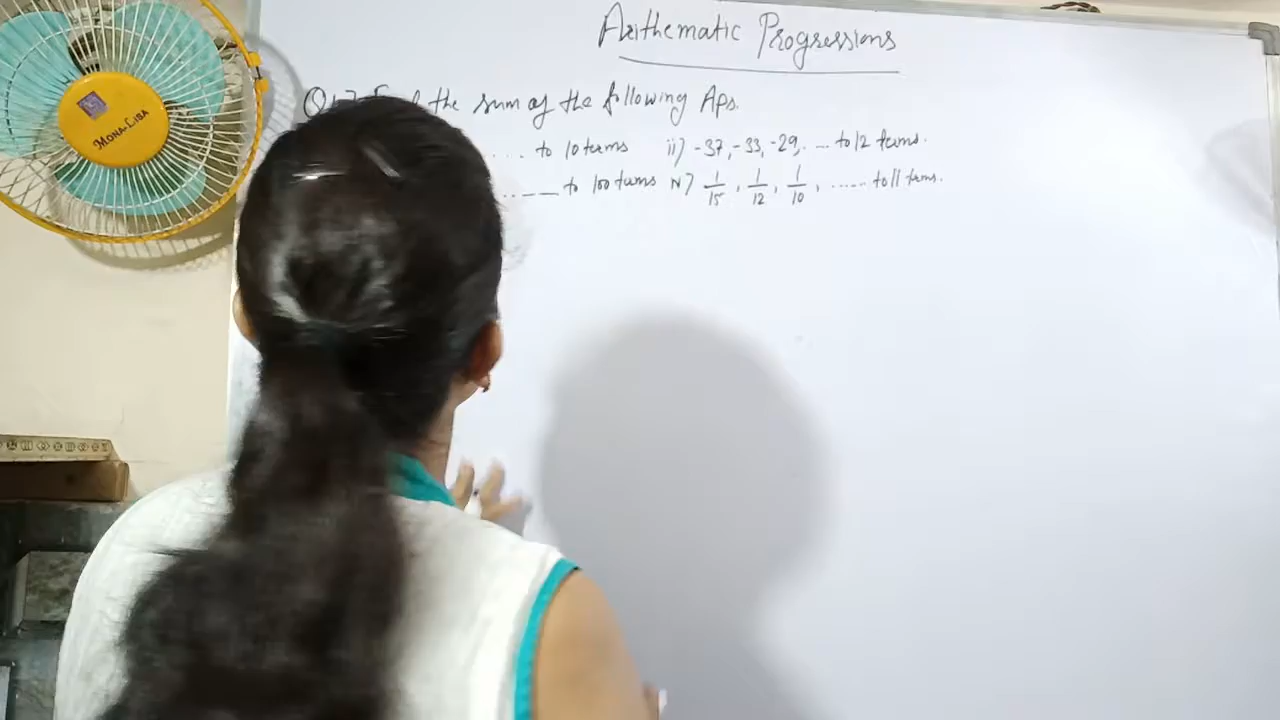 MONA-LISA
Arithematic Progressions
the sum of the following Aps.
.... to 10 terms ii) -37, -33, -29, .... to 12 terms.
..... to 100 terms iv) 1/15, 1/12, 1/10, ...... to 11 terms.